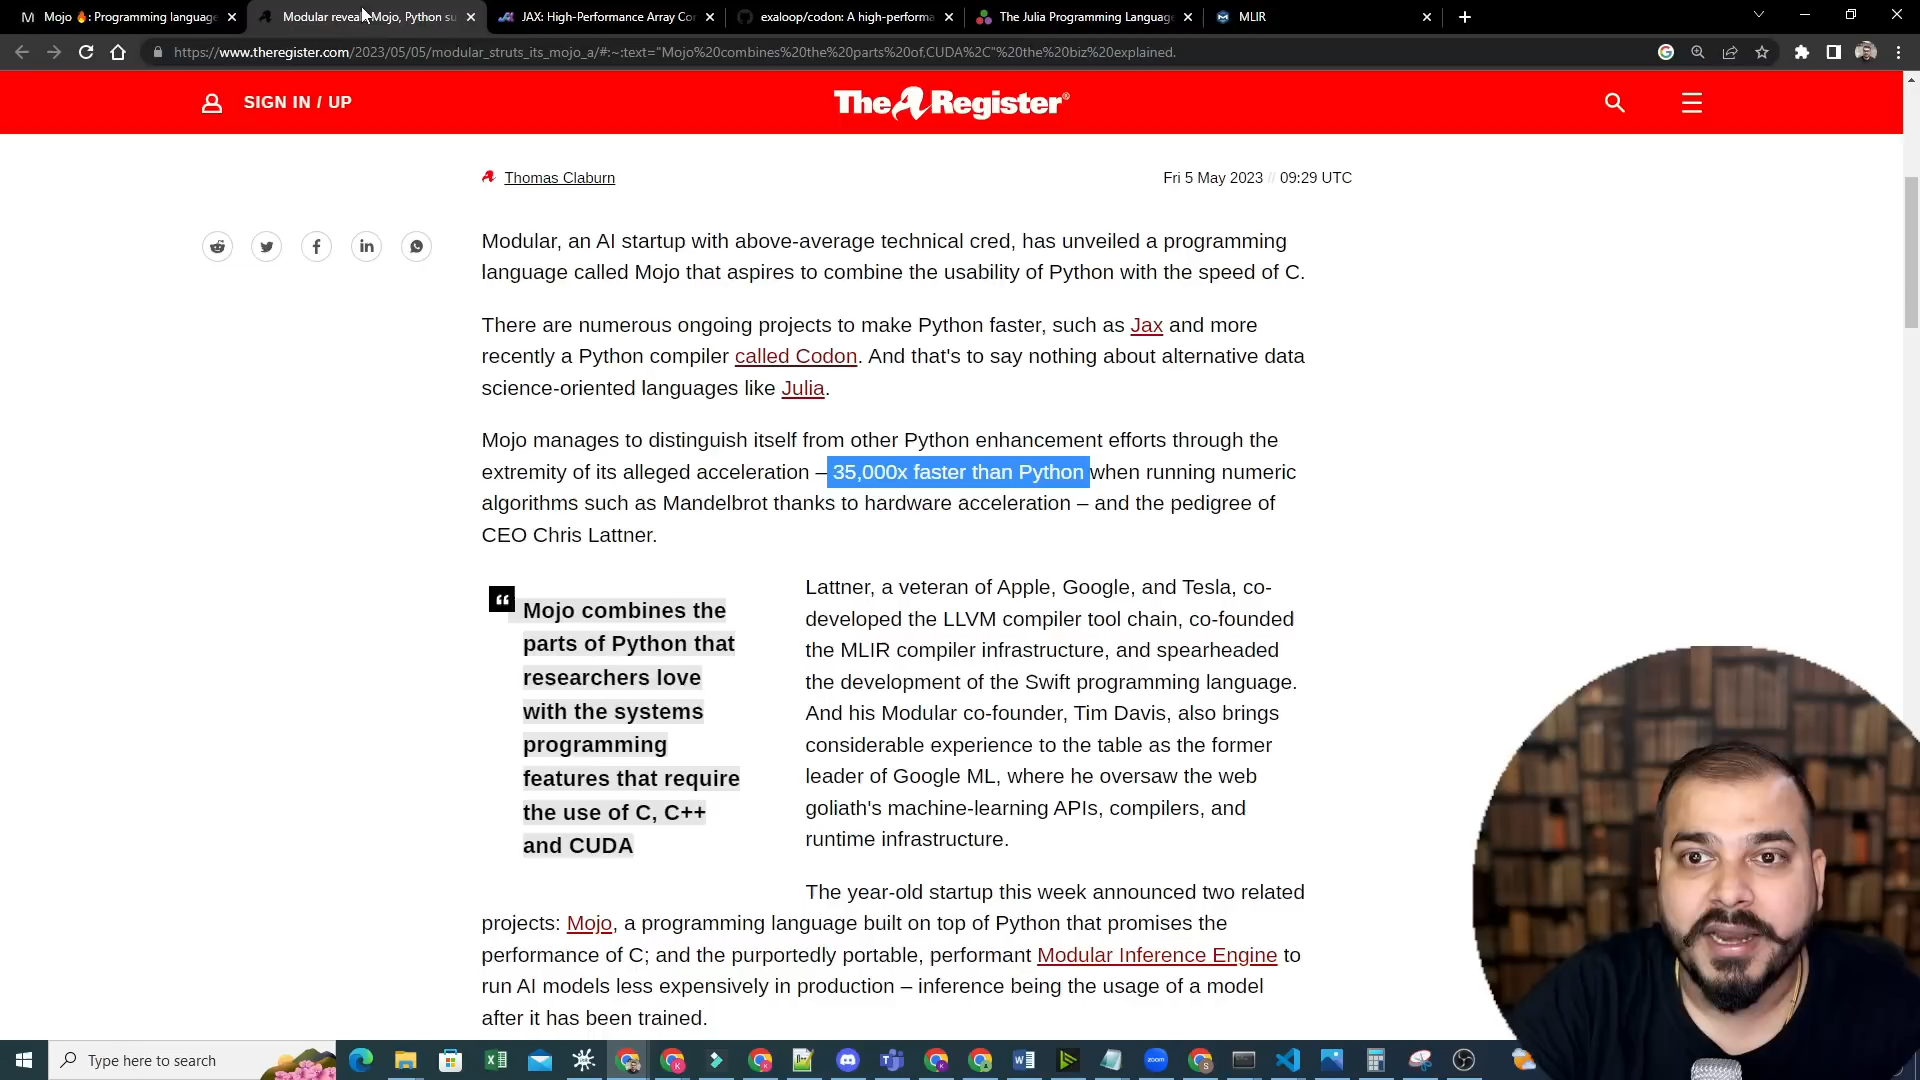 Mojo 🔥: Programming language
Modular reveals Mojo, Python su
JAX: High-Performance Array Cor
exaloop/codon: A high-performa
The Julia Programming Language
MLIR
https://www.theregister.com/2023/05/05/modular_struts_its_mojo_a/#:~:text="Mojo%20combines%20the%20parts%20of,CUDA%2C"%20the%20biz%20explained.
SIGN IN / UP
The Register®
Thomas Claburn
Fri 5 May 2023 // 09:29 UTC
Modular, an AI startup with above-average technical cred, has unveiled a programming
language called Mojo that aspires to combine the usability of Python with the speed of C.
There are numerous ongoing projects to make Python faster, such as Jax and more
recently a Python compiler called Codon. And that's to say nothing about alternative data
science-oriented languages like Julia.
Mojo manages to distinguish itself from other Python enhancement efforts through the
extremity of its alleged acceleration – 35,000x faster than Python when running numeric
algorithms such as Mandelbrot thanks to hardware acceleration – and the pedigree of
CEO Chris Lattner.
Mojo combines the
parts of Python that
researchers love
with the systems
programming
features that require
the use of C, C++
and CUDA
Lattner, a veteran of Apple, Google, and Tesla, co-
developed the LLVM compiler tool chain, co-founded
the MLIR compiler infrastructure, and spearheaded
the development of the Swift programming language.
And his Modular co-founder, Tim Davis, also brings
considerable experience to the table as the former
leader of Google ML, where he oversaw the web
goliath's machine-learning APIs, compilers, and
runtime infrastructure.
The year-old startup this week announced two related
projects: Mojo, a programming language built on top of Python that promises the
performance of C; and the purportedly portable, performant Modular Inference Engine to
run AI models less expensively in production – inference being the usage of a model
after it has been trained.
Type here to search